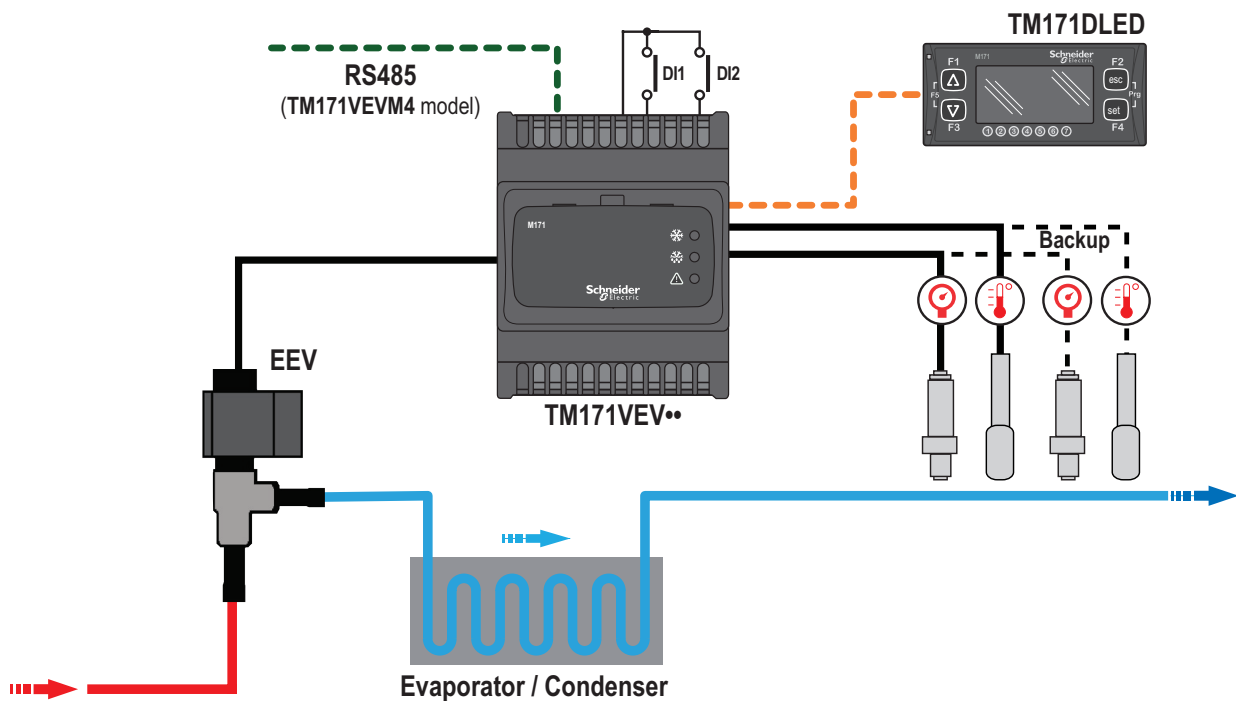 TM171DLED
RS485
(TM171VEVM4 model)
DI1
DI2
F1
M171
Schneider
Electric
F2
esc
F5
Prg
set
F3
1 2 3 4 5 6 7
F4
Backup
M171
Schneider
Electric
EEV
TM171VEV••
Evaporator / Condenser